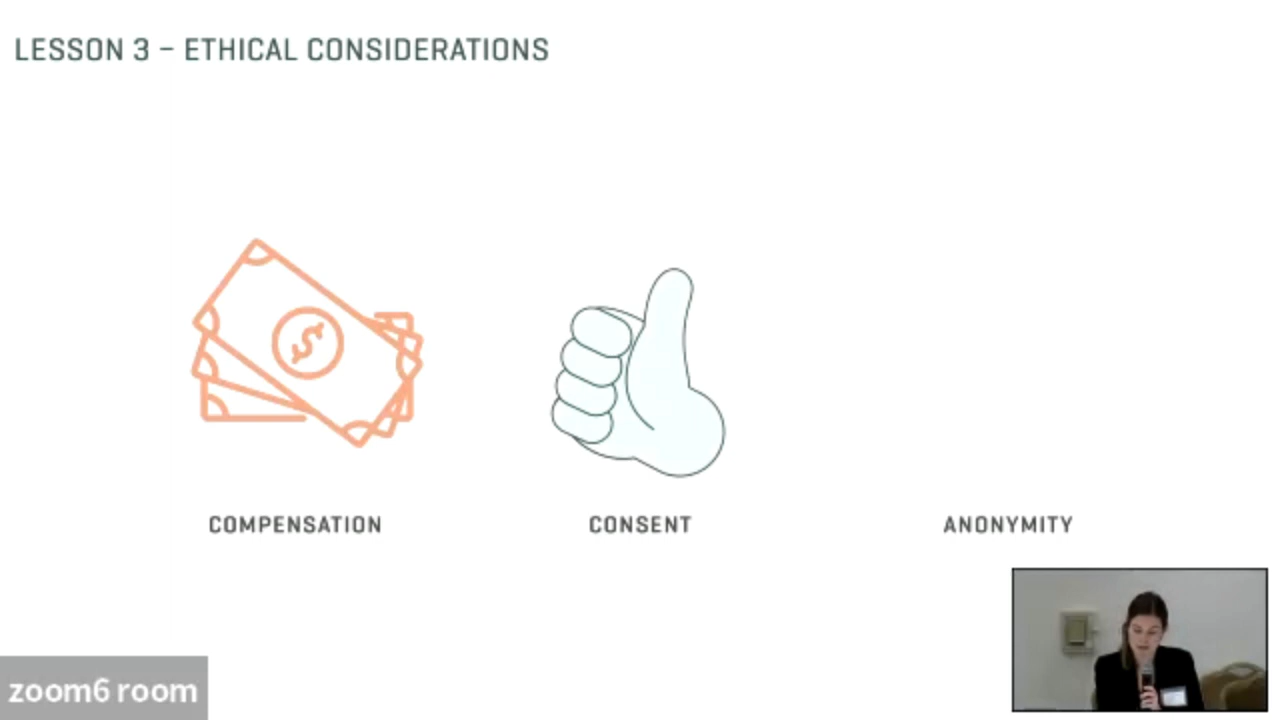 LESSON 3 – ETHICAL CONSIDERATIONS
$
COMPENSATION
CONSENT
ANONYMITY
zoom6 room